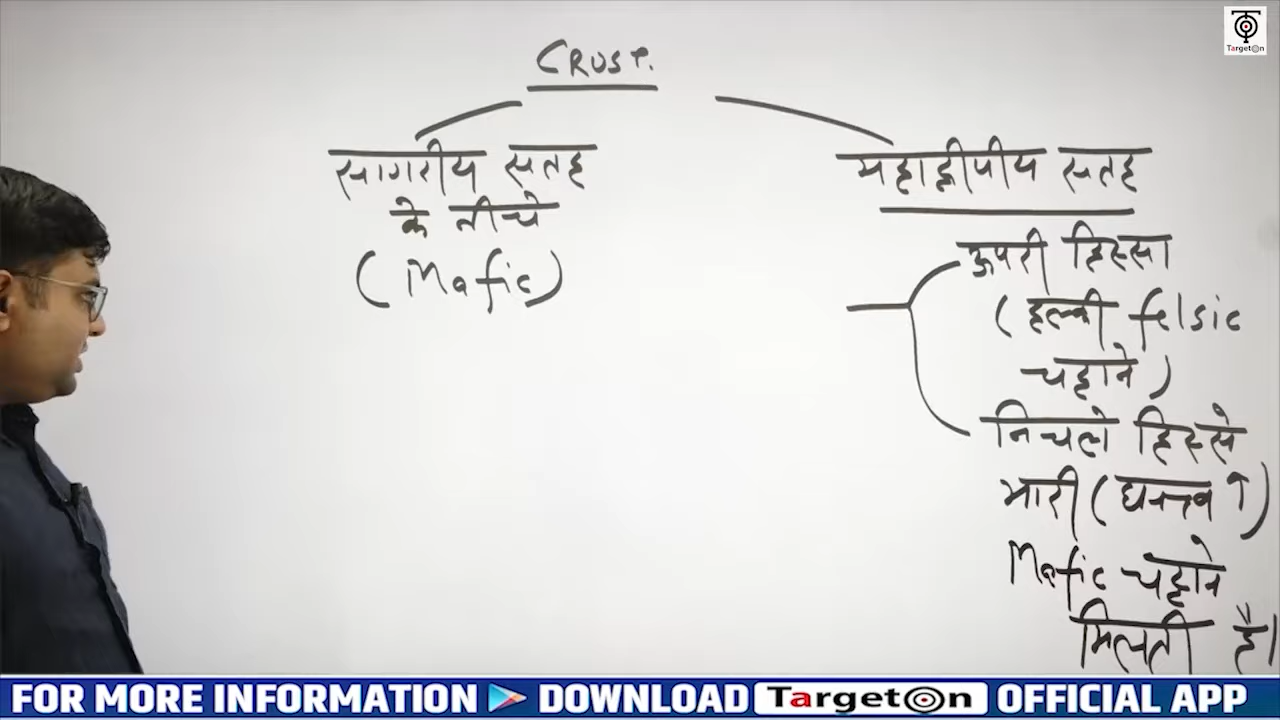 CRUST.
सागरीय सतह
के नीचे
(Mafic)
महाद्वीपीय सतह
ऊपरी हिस्सा
(हल्की felsic
चट्टाने)
निचले हिस्से
भारी (घनत्व ↑)
Mafic चट्टाने
मिलती हैं।
TargetOn
FOR MORE INFORMATION DOWNLOAD TargetOn OFFICIAL APP